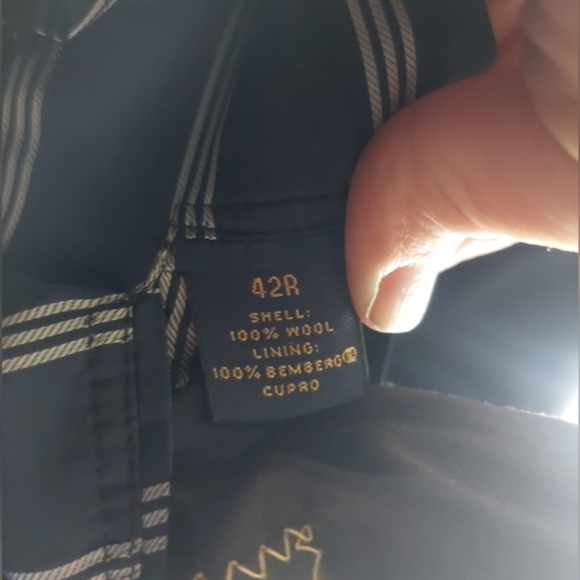 42R
SHELL:
100% WOOL
LINING:
100% BEMBERG®
CUPRO